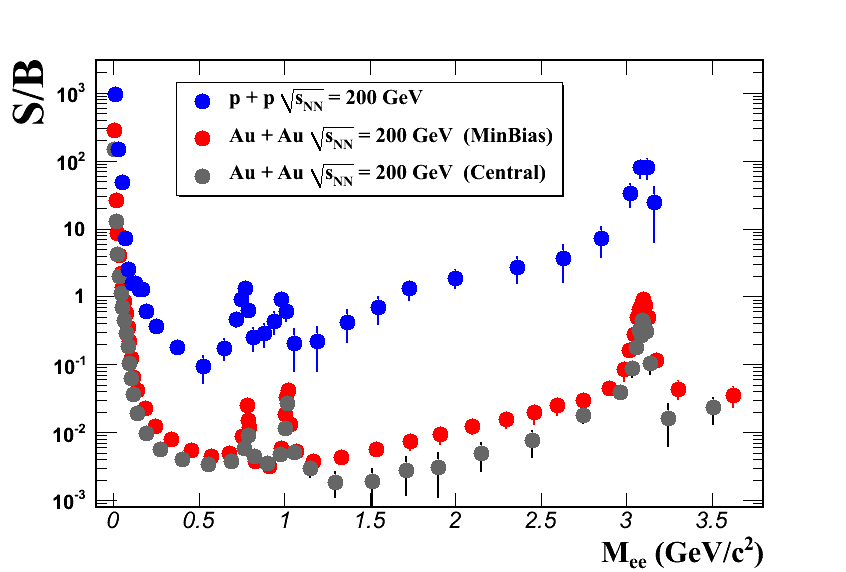 S/B
p + p √sNN = 200 GeV
Au + Au √sNN = 200 GeV (MinBias)
Au + Au √sNN = 200 GeV (Central)
10³
10²
10
1
10⁻¹
10⁻²
10⁻³
0 0.5 1 1.5 2 2.5 3 3.5
Mee (GeV/c²)